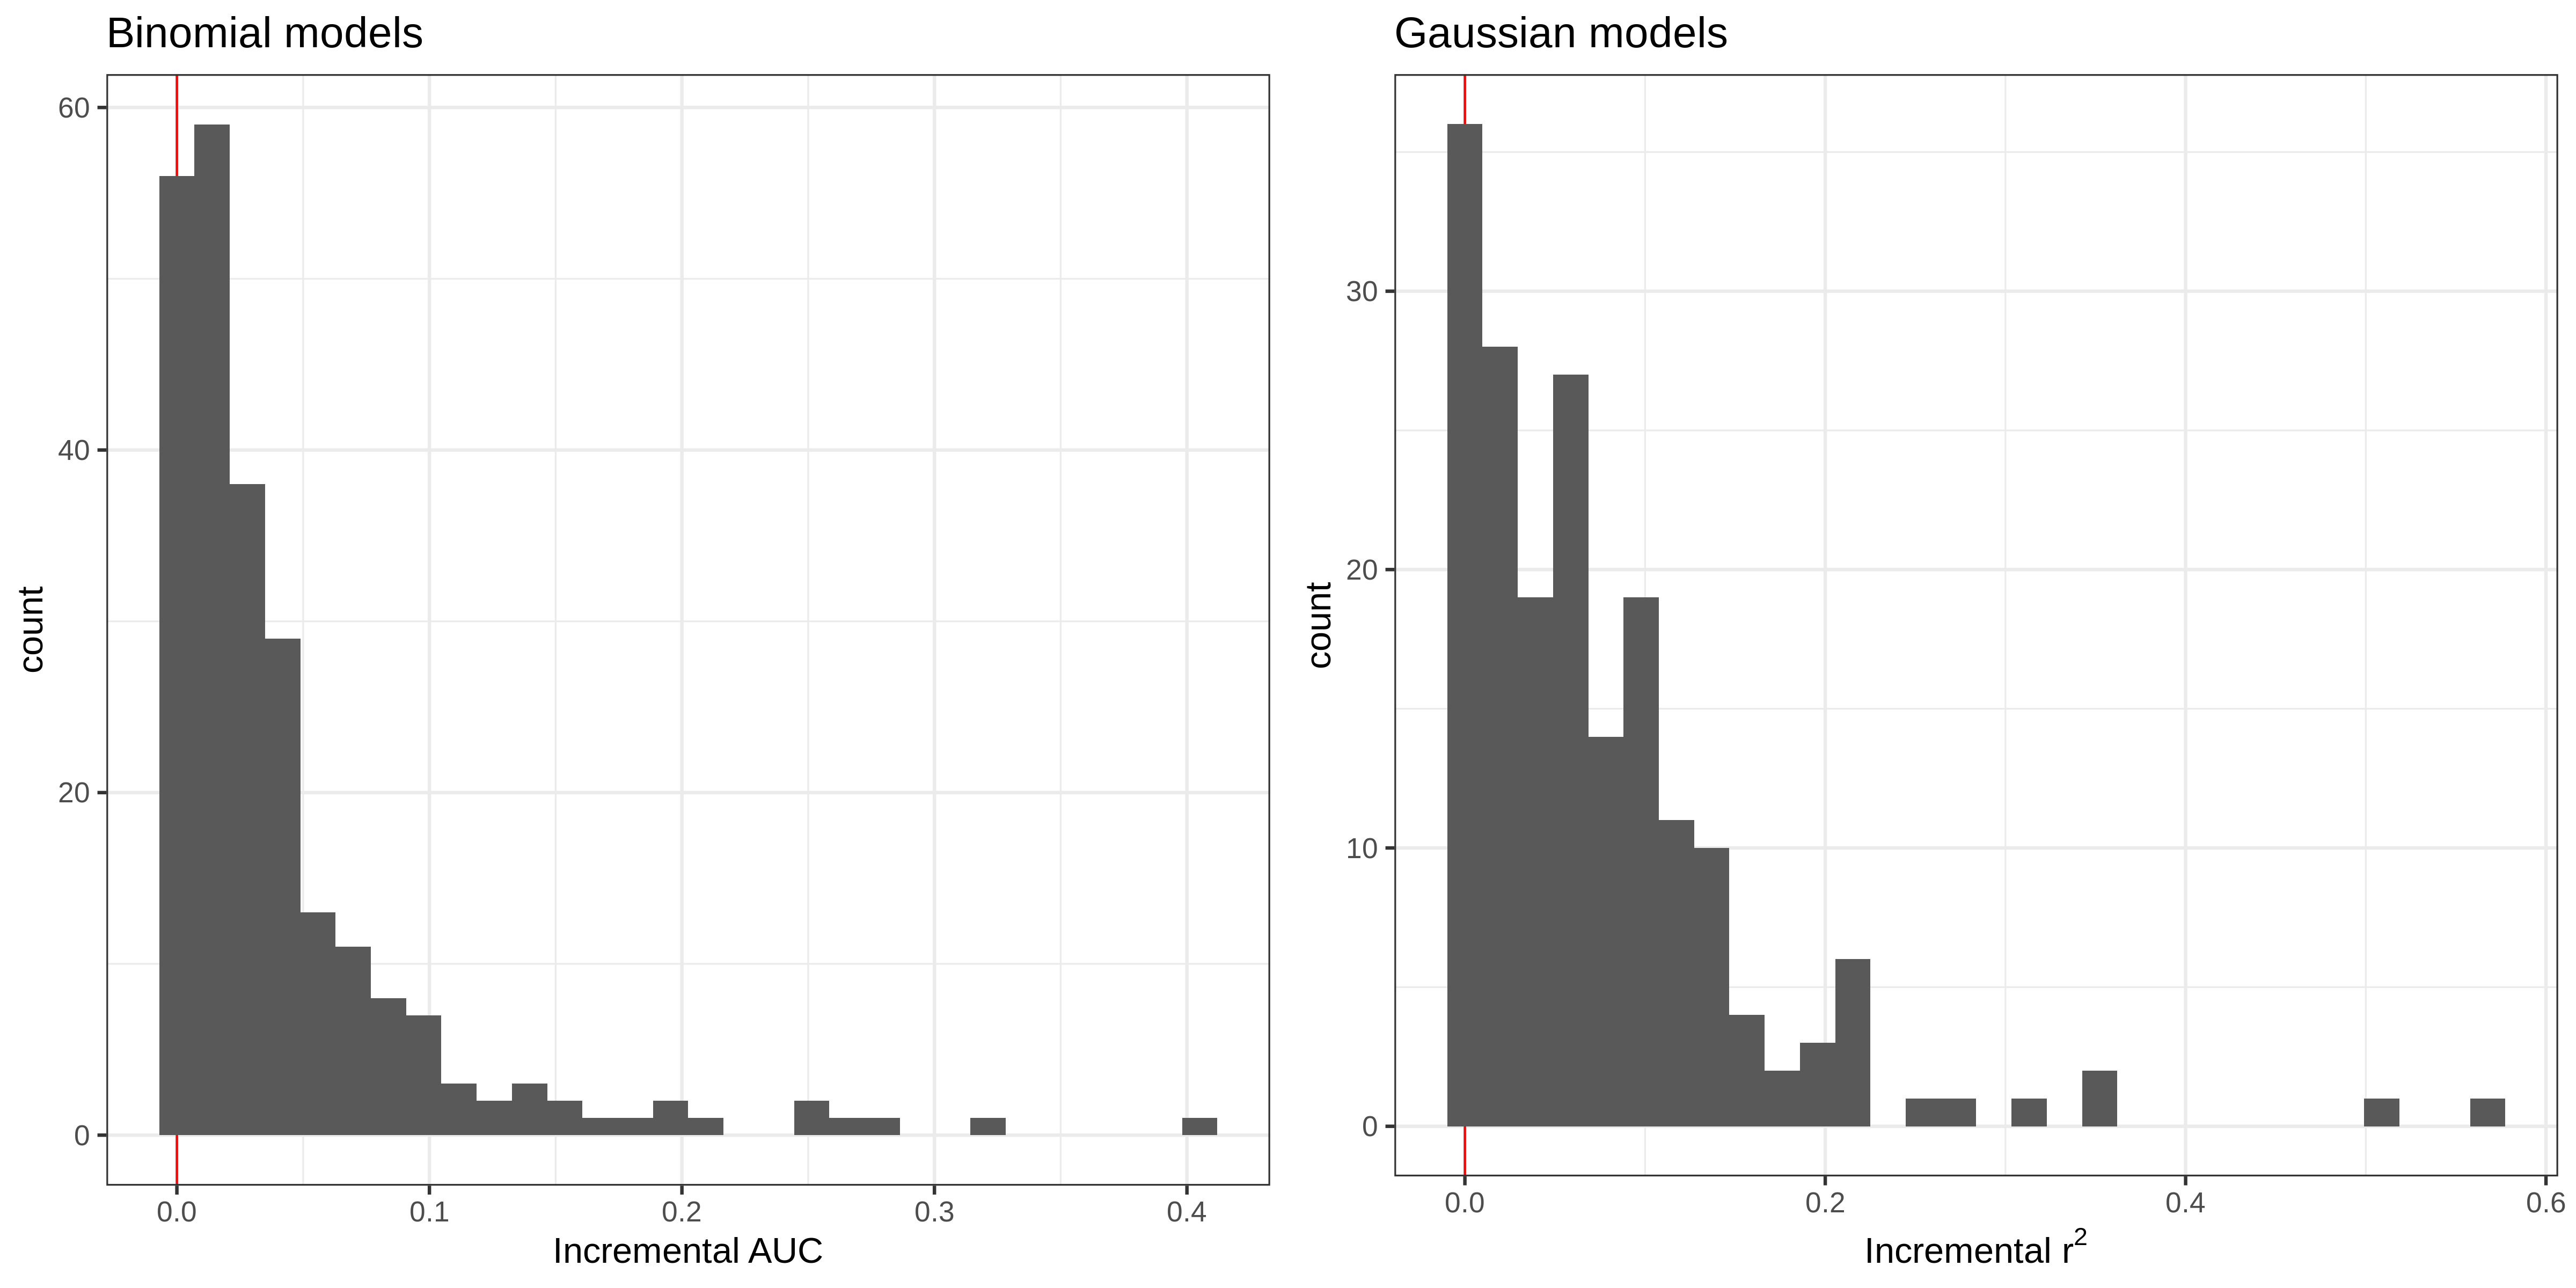 Binomial models
60
40
20
0
count
0.0 0.1 0.2 0.3 0.4
Incremental AUC
Gaussian models
30
20
10
0
count
0.0 0.2 0.4 0.6
Incremental r²